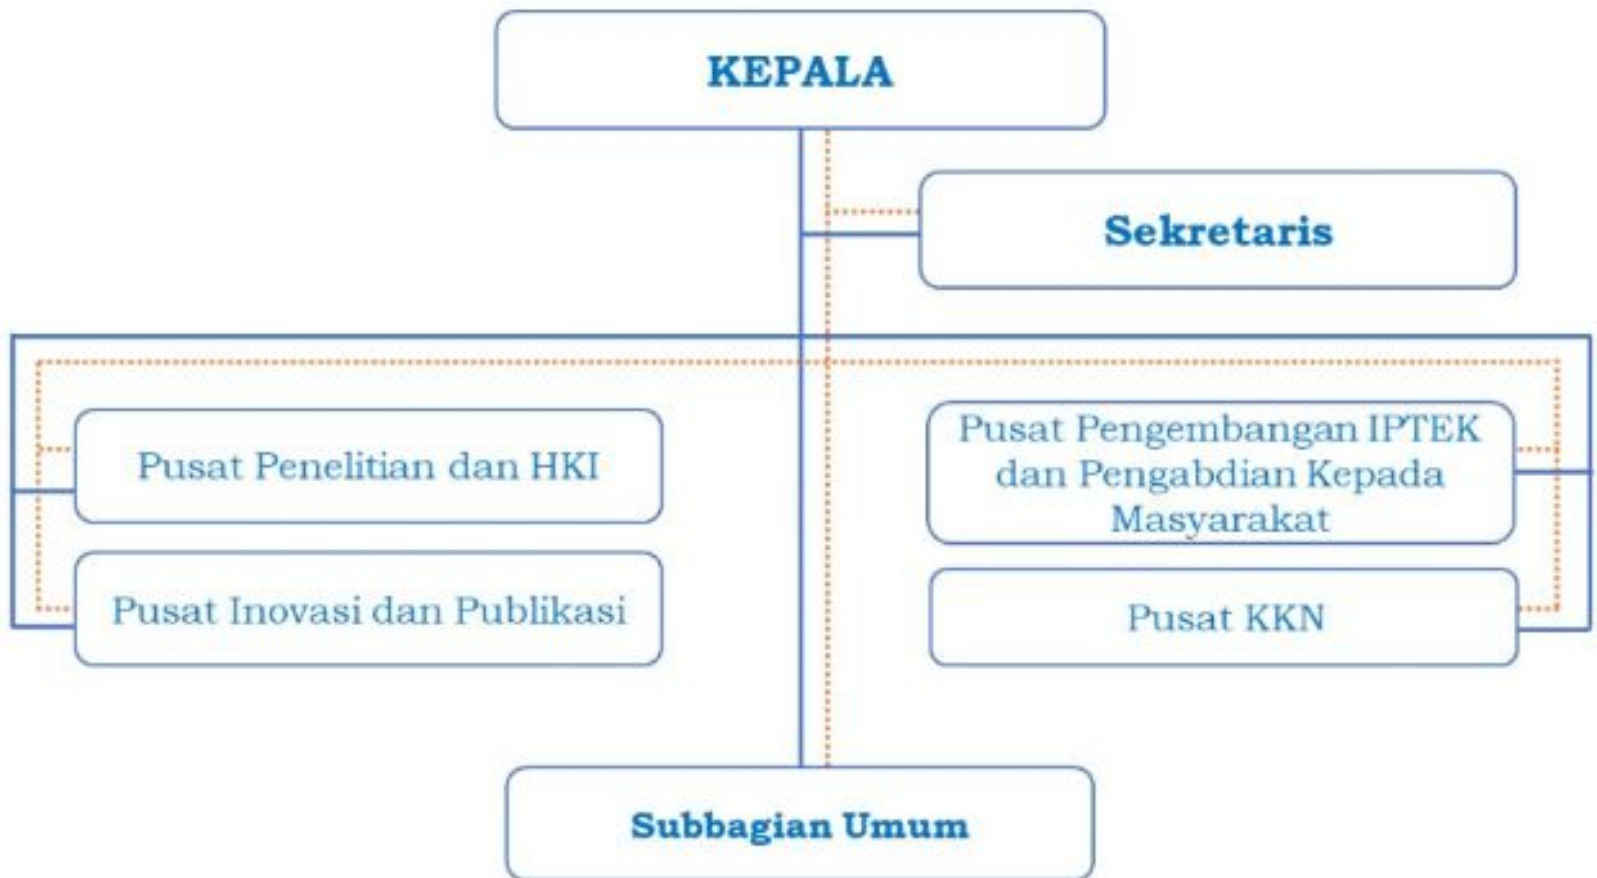 KEPALA
Sekretaris
Pusat Penelitian dan HKI
Pusat Inovasi dan Publikasi
Pusat Pengembangan IPTEK
dan Pengabdian Kepada
Masyarakat
Pusat KKN
Subbagian Umum